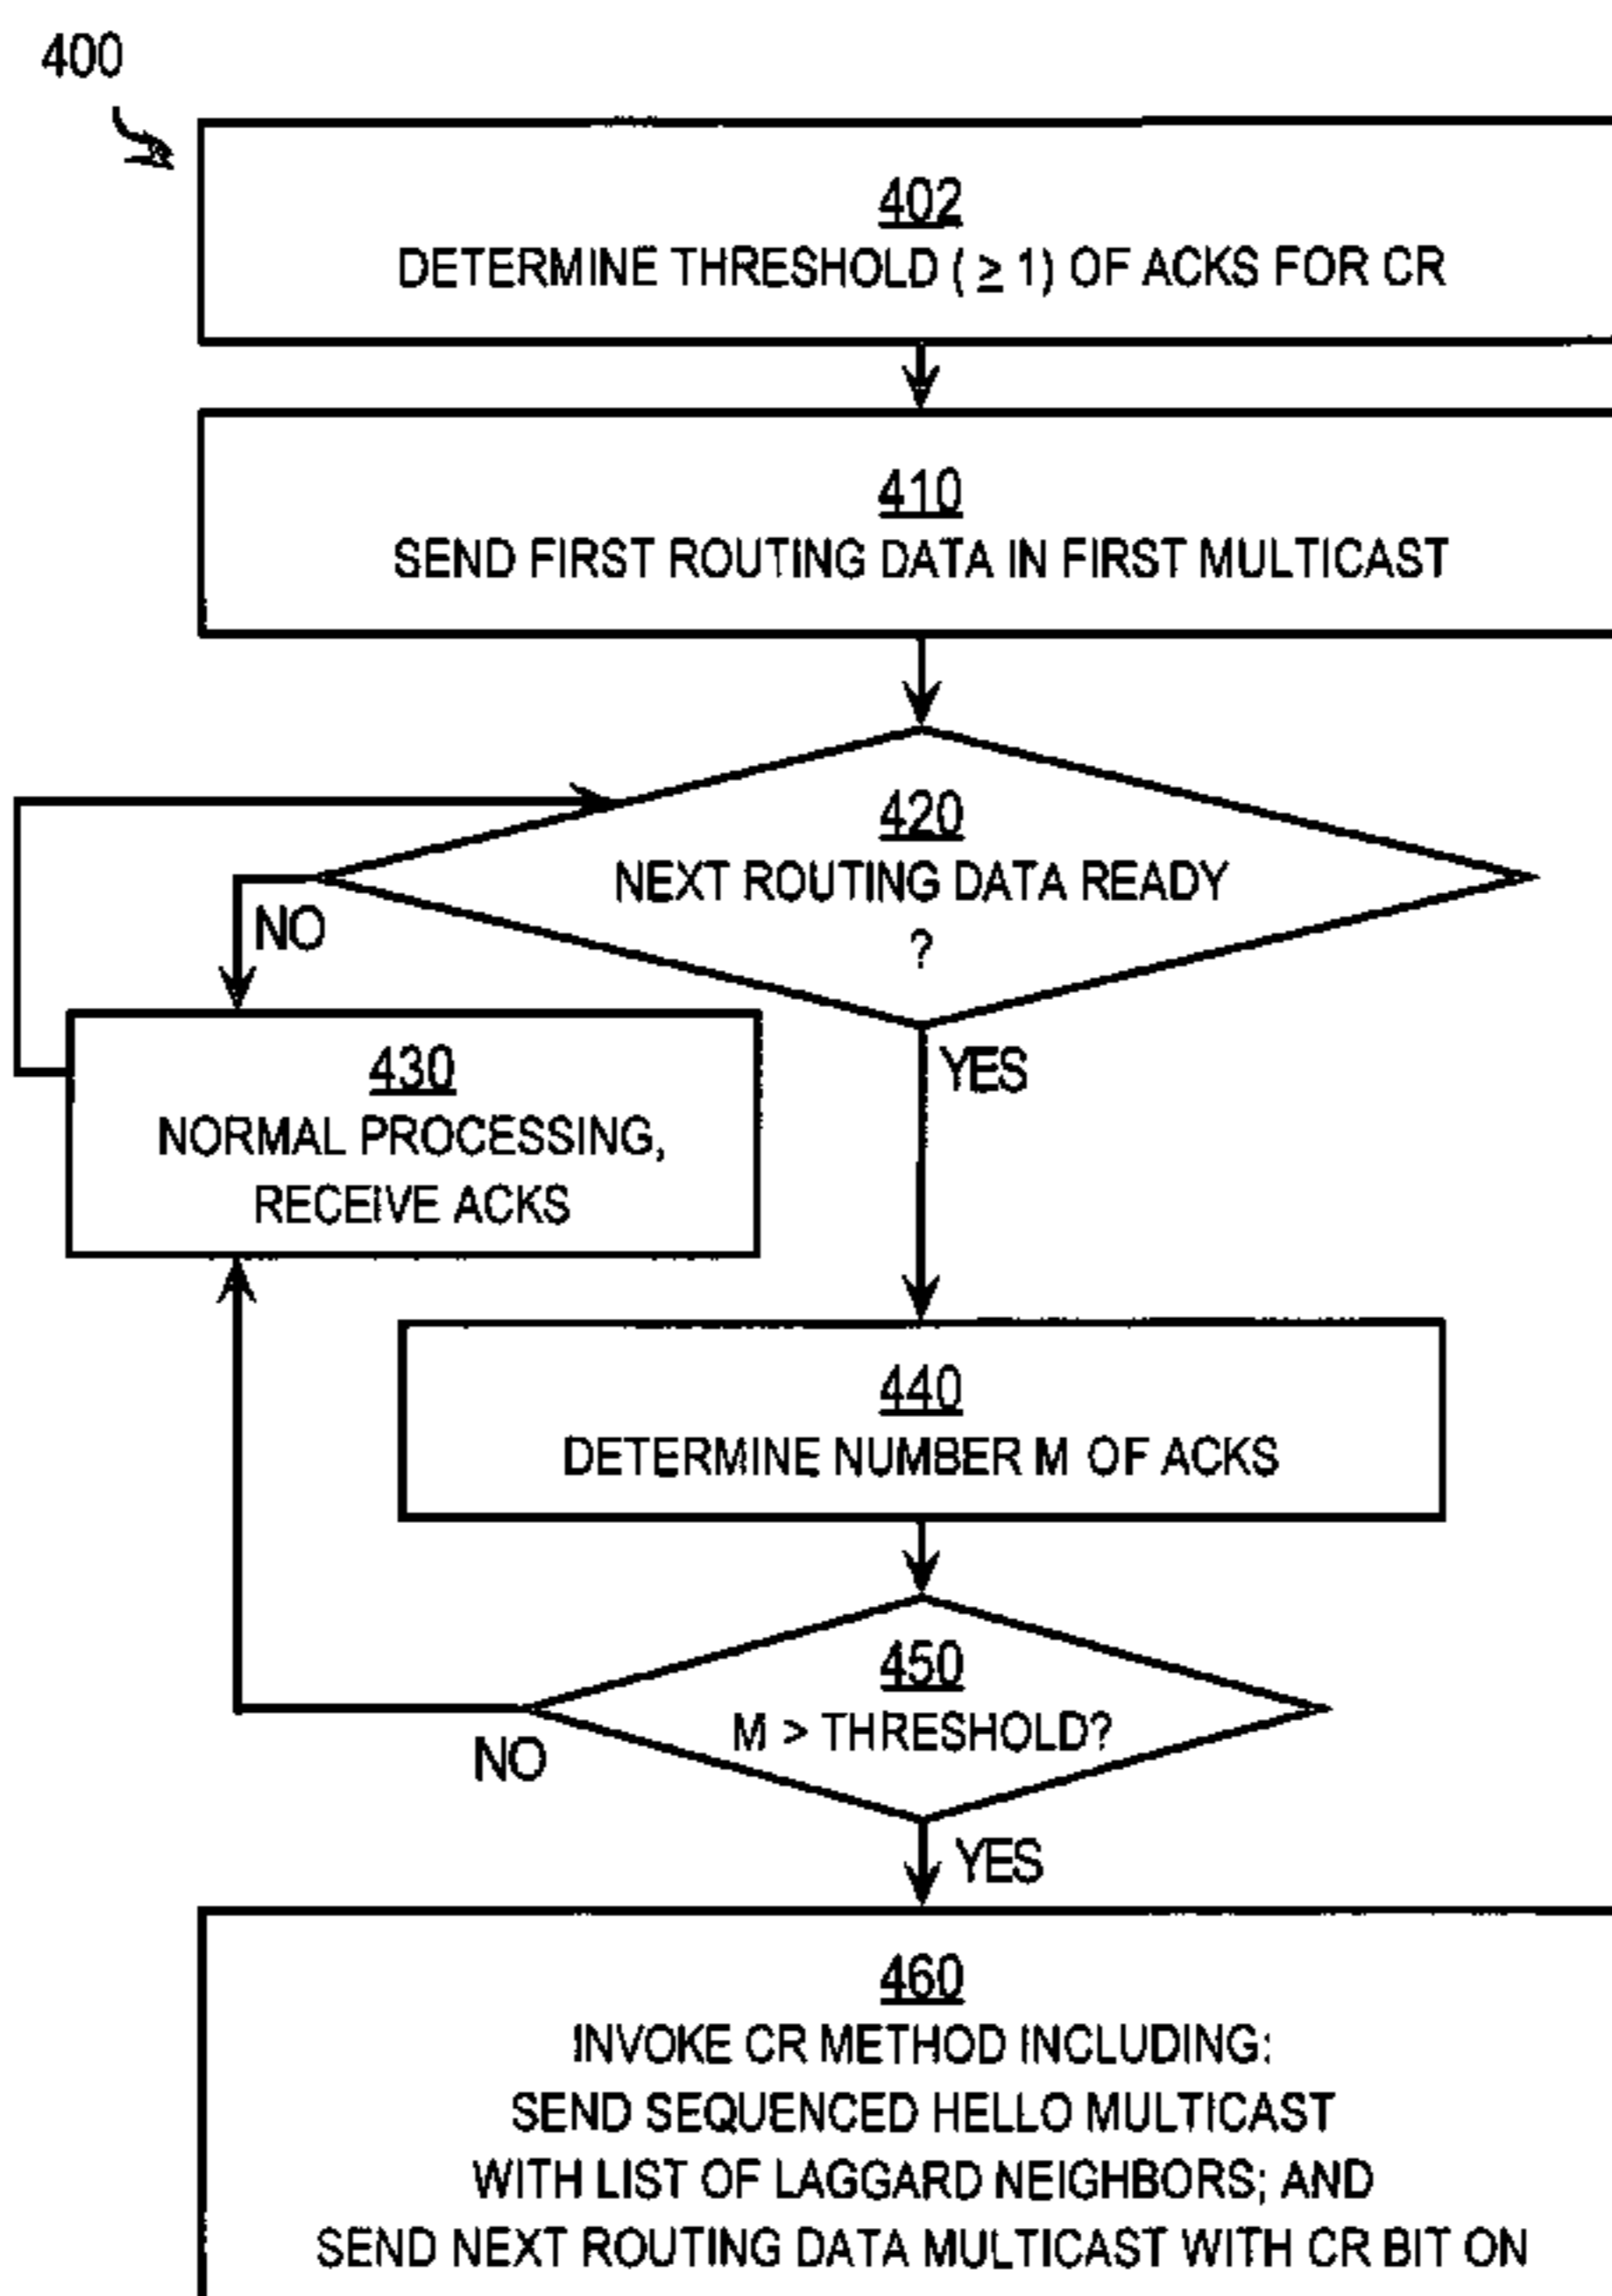 400
402
DETERMINE THRESHOLD ( ≥ 1) OF ACKS FOR CR
410
SEND FIRST ROUTING DATA IN FIRST MULTICAST
420
NEXT ROUTING DATA READY
?
NO
YES
430
NORMAL PROCESSING,
RECEIVE ACKS
440
DETERMINE NUMBER M OF ACKS
450
M > THRESHOLD?
NO
YES
460
INVOKE CR METHOD INCLUDING:
SEND SEQUENCED HELLO MULTICAST
WITH LIST OF LAGGARD NEIGHBORS; AND
SEND NEXT ROUTING DATA MULTICAST WITH CR BIT ON